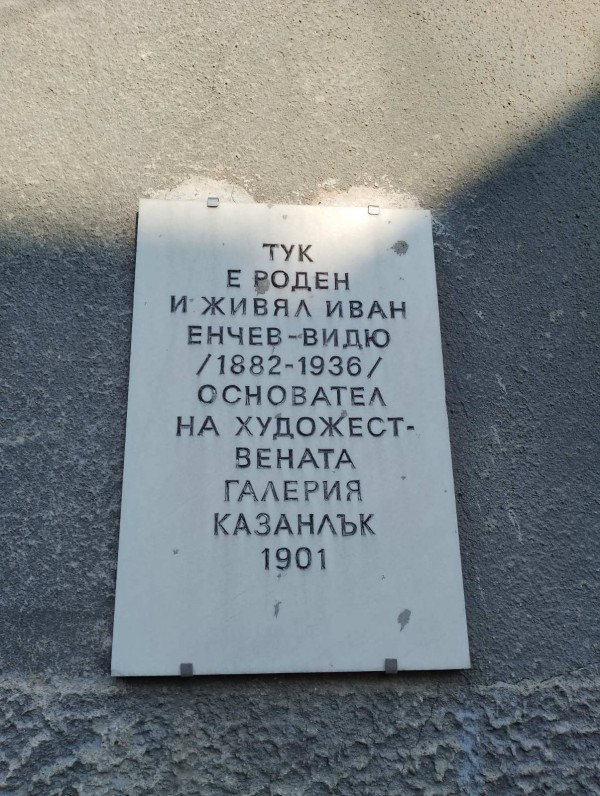 ТУК
Е РОДЕН
И ЖИВЯЛ ИВАН
ЕНЧЕВ-ВИДЮ
/1882-1936/
ОСНОВАТЕЛ
НА ХУДОЖЕСТ-
ВЕНАТА
ГАЛЕРИЯ
КАЗАНЛЪК
1901